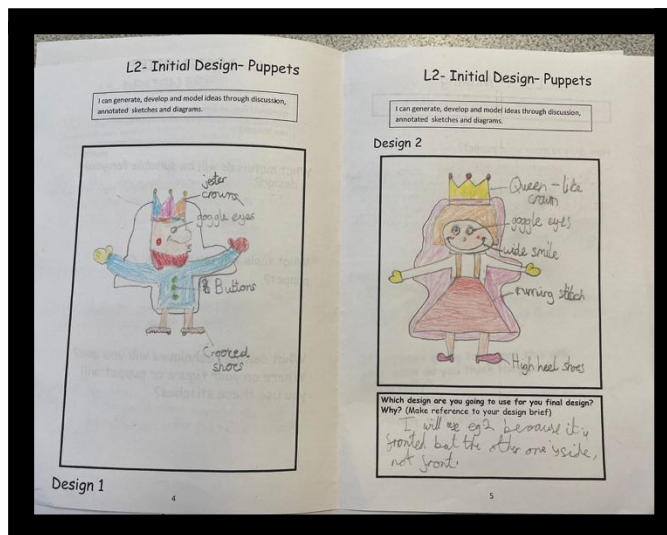 L2- Initial Design- Puppets
I can generate, develop and model ideas through discussion,
annotated sketches and diagrams.
jester
crowns
goggle eyes
Buttons
Crooked
shoes
Design 1
4
L2- Initial Design- Puppets
I can generate, develop and model ideas through discussion,
annotated sketches and diagrams.
Design 2
Queen-like
crown
goggle eyes
wide smile
running stitch
High heel shoes
Which design are you going to use for you final design?
Why? (Make reference to your design brief)
I will use eg2 because it
fronted but the other one side,
not front.
5